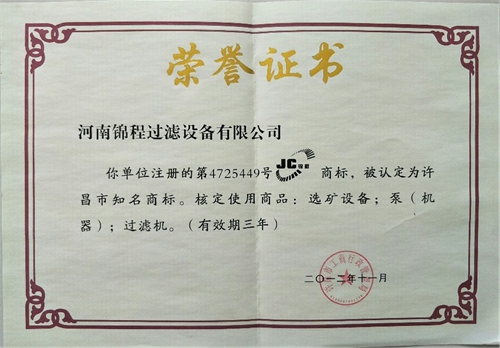 荣誉证书
河南锦程过滤设备有限公司
你单位注册的第4725449号 JC 商标，被认定为许
昌市知名商标。核定使用商品：选矿设备；泵（机
器）；过滤机。（有效期三年）
二〇一二年十一月